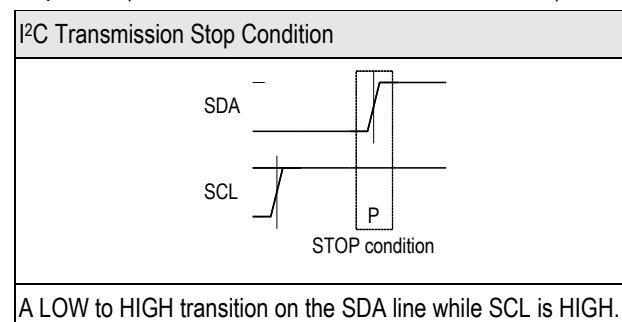 I²C Transmission Stop Condition
SDA
SCL
P
STOP condition
A LOW to HIGH transition on the SDA line while SCL is HIGH.